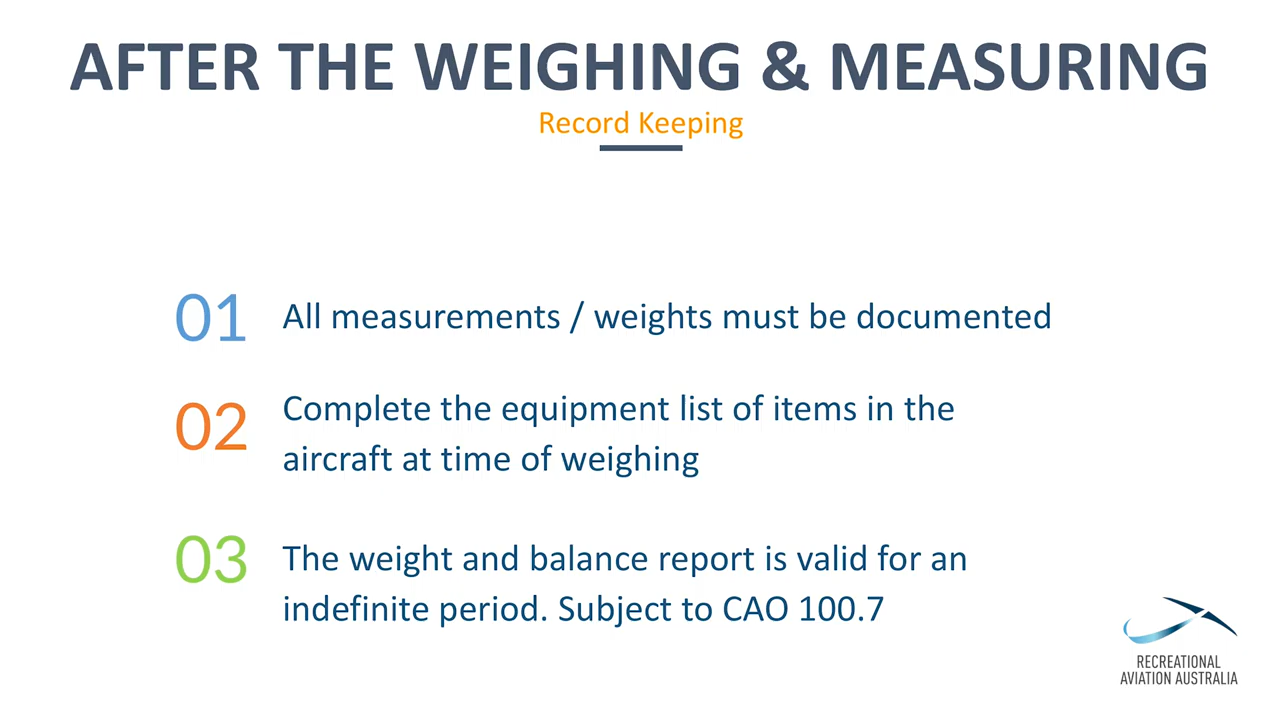 AFTER THE WEIGHING & MEASURING
Record Keeping
01
All measurements / weights must be documented
02
Complete the equipment list of items in the
aircraft at time of weighing
03
The weight and balance report is valid for an
indefinite period. Subject to CAO 100.7
RECREATIONAL
AVIATION AUSTRALIA